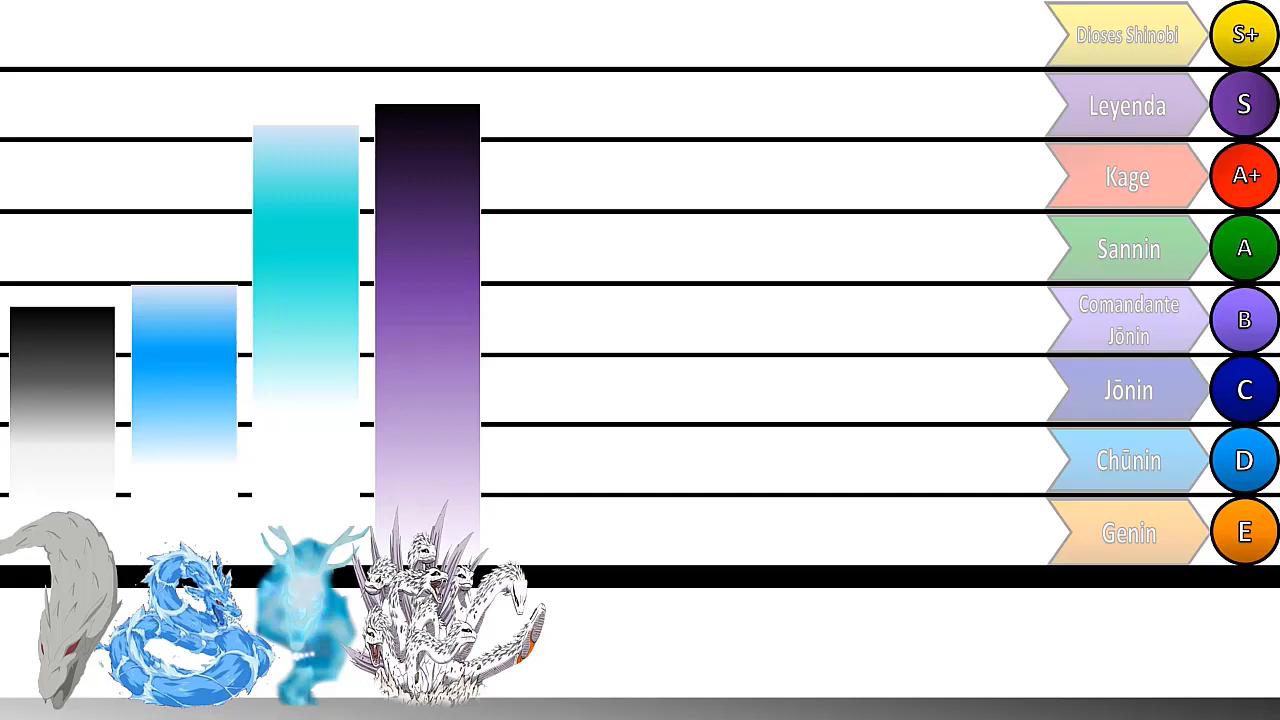 Dioses Shinobi S+
Leyenda S
Kage A+
Sannin A
Comandante
Jōnin B
Jōnin C
Chūnin D
Genin E